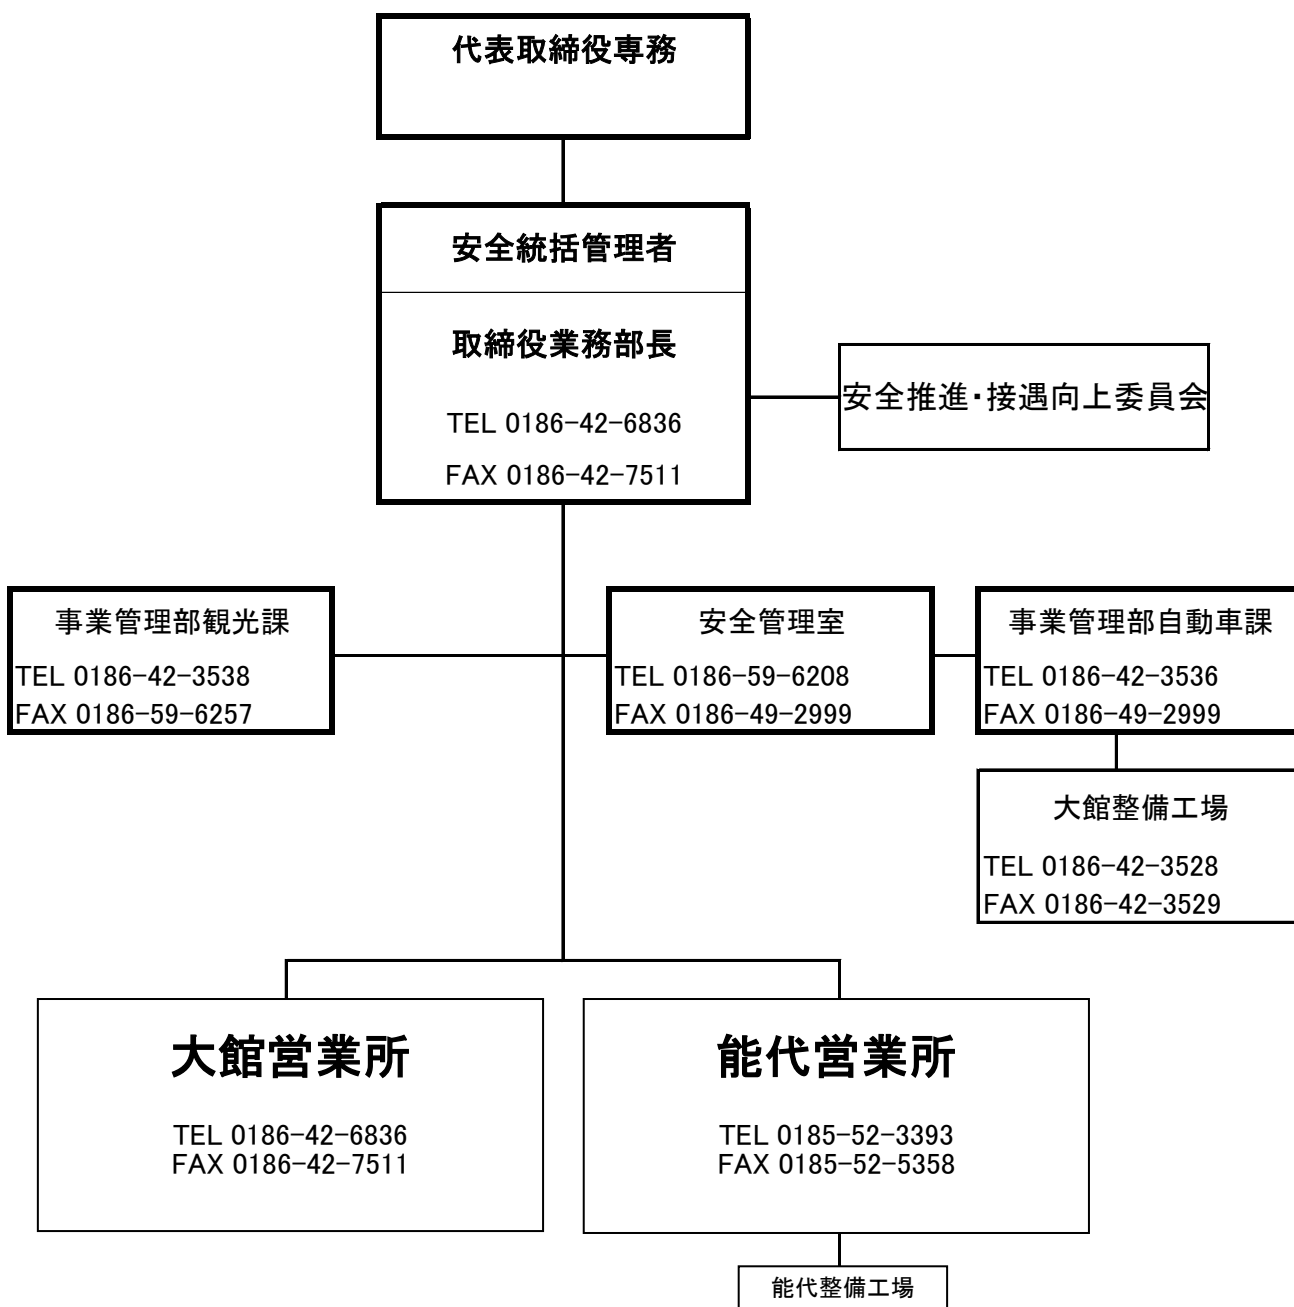 代表取締役専務
安全統括管理者
取締役業務部長
TEL 0186-42-6836
FAX 0186-42-7511
安全推進・接遇向上委員会
事業管理部観光課
TEL 0186-42-3538
FAX 0186-59-6257
安全管理室
TEL 0186-59-6208
FAX 0186-49-2999
事業管理部自動車課
TEL 0186-42-3536
FAX 0186-49-2999
大館整備工場
TEL 0186-42-3528
FAX 0186-42-3529
大館営業所
TEL 0186-42-6836
FAX 0186-42-7511
能代営業所
TEL 0185-52-3393
FAX 0185-52-5358
能代整備工場